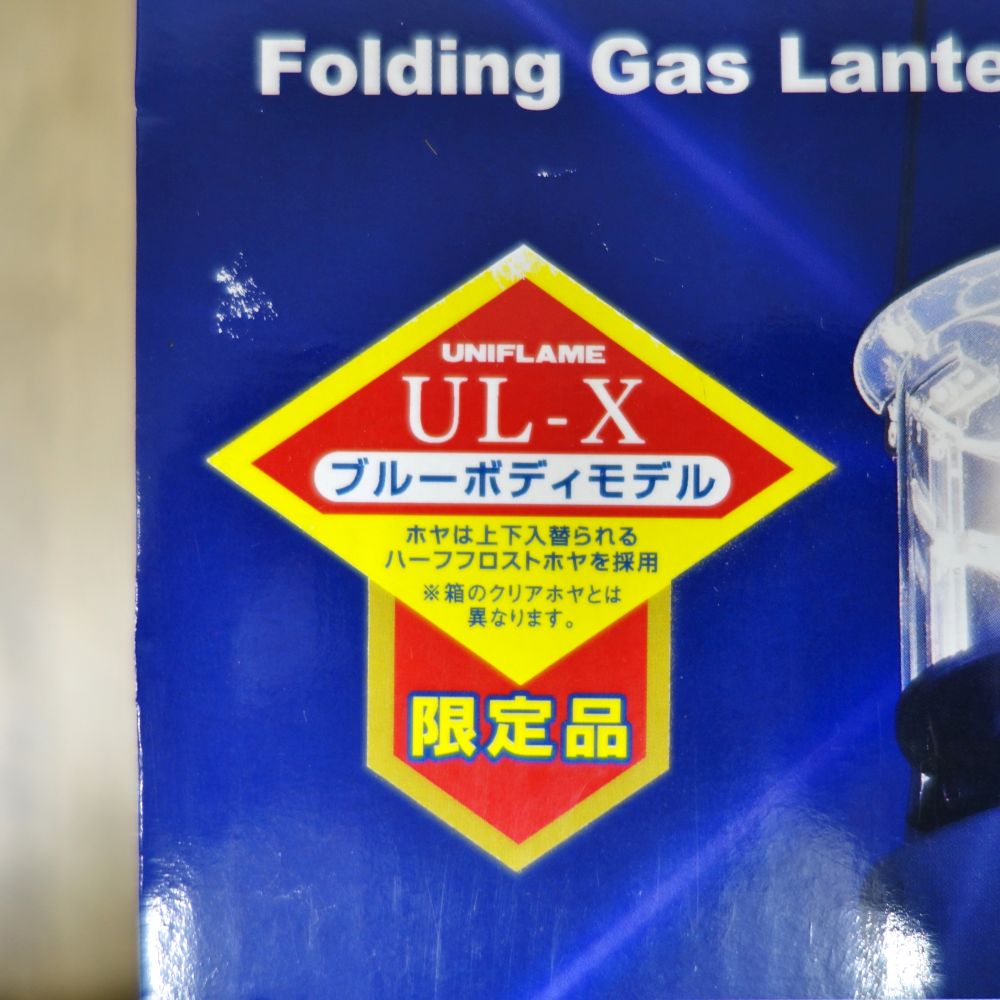 Folding Gas Lante
UNIFLAME
UL-X
ブルーボディモデル
ホヤは上下入替られる
ハーフフロストホヤを採用
※箱のクリアホヤとは
異なります。
限定品